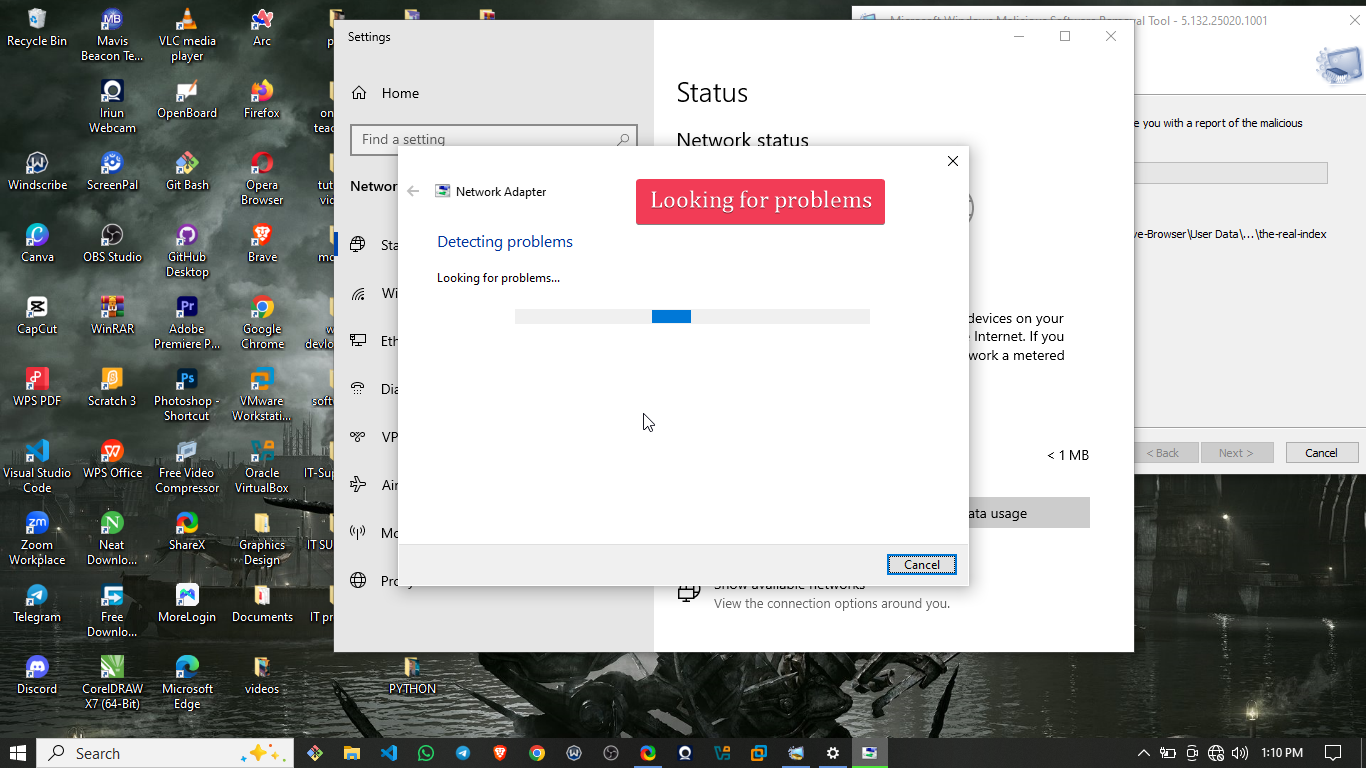 Recycle Bin
Mavis
Beacon Te...
VLC media
player
Arc
Iriun
Webcam
OpenBoard
Firefox
Windscribe
ScreenPal
Git Bash
Opera
Browser
Canva
OBS Studio
GitHub
Desktop
Brave
CapCut
WinRAR
Adobe
Premiere P...
Google
Chrome
WPS PDF
Scratch 3
Photoshop -
Shortcut
VMware
Workstati...
Visual Studio
Code
WPS Office
Free Video
Compressor
Oracle
VirtualBox
IT-Sup
Zoom
Workplace
Neat
Downlo...
ShareX
Graphics
Design
IT SU
Telegram
Free
Downlo...
MoreLogin
Documents
IT pr
Discord
CorelDRAW
X7 (64-Bit)
Microsoft
Edge
videos
PYTHON
Settings
Home
Find a setting
Networ
Sta
Wi
Eth
Dia
VP
Air
Mo
Proxy
Status
Network status
devices on your
Internet. If you
work a metered
< 1 MB
ata usage
Show available networks
View the connection options around you.
Network Adapter
Looking for problems
Detecting problems
Looking for problems...
Cancel
Microsoft Windows Malicious Software Removal Tool - 5.132.25020.1001
e you with a report of the malicious
ve-Browser\User Data\...\the-real-index
< Back
Next >
Cancel
Search
1:10 PM